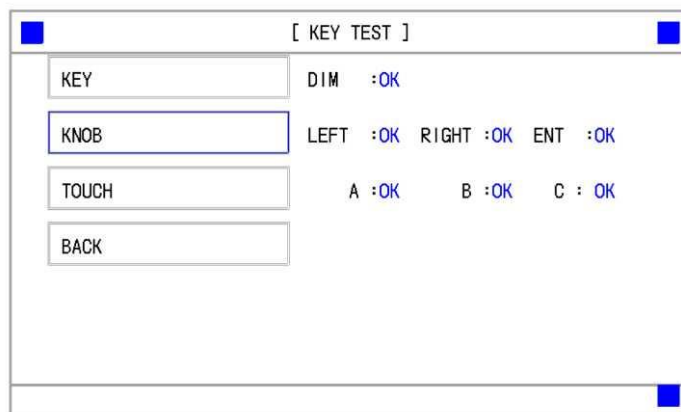 [ KEY TEST ]
KEY DIM :OK
KNOB LEFT :OK RIGHT :OK ENT :OK
TOUCH A :OK B :OK C : OK
BACK